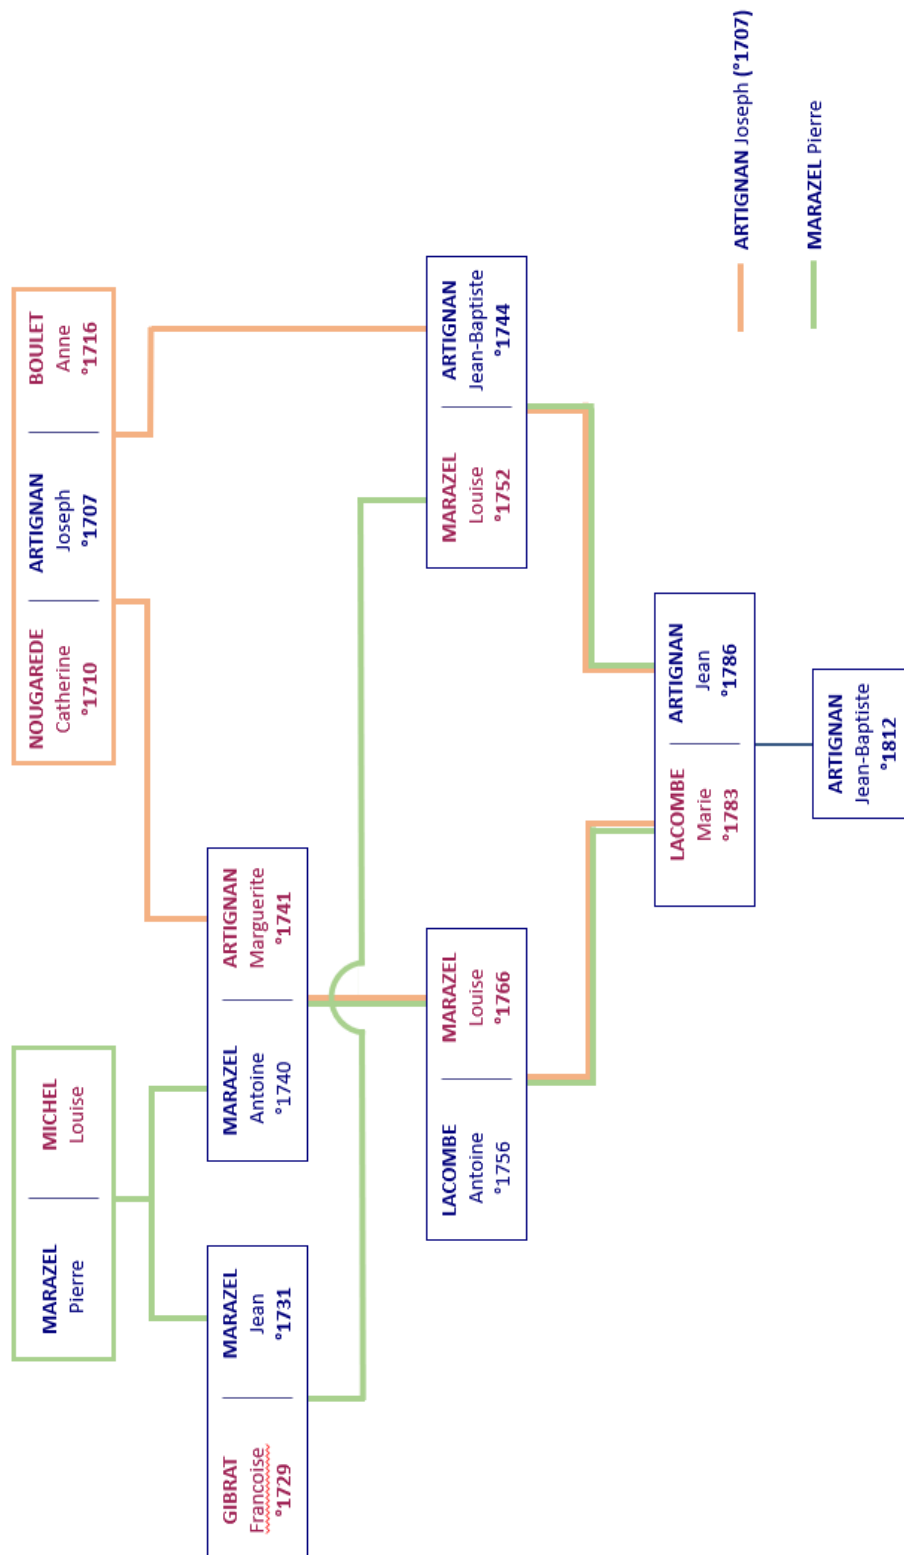 MARAZEL
Pierre
MICHEL
Louise
NOUGAREDE
Catherine
°1710
ARTIGNAN
Joseph
°1707
BOULET
Anne
°1716
GIBRAT
Francoise
°1729
MARAZEL
Jean
°1731
MARAZEL
Antoine
°1740
ARTIGNAN
Marguerite
°1741
LACOMBE
Antoine
°1756
MARAZEL
Louise
°1766
MARAZEL
Louise
°1752
ARTIGNAN
Jean-Baptiste
°1744
LACOMBE
Marie
°1783
ARTIGNAN
Jean
°1786
ARTIGNAN
Jean-Baptiste
°1812
ARTIGNAN Joseph (°1707)
MARAZEL Pierre